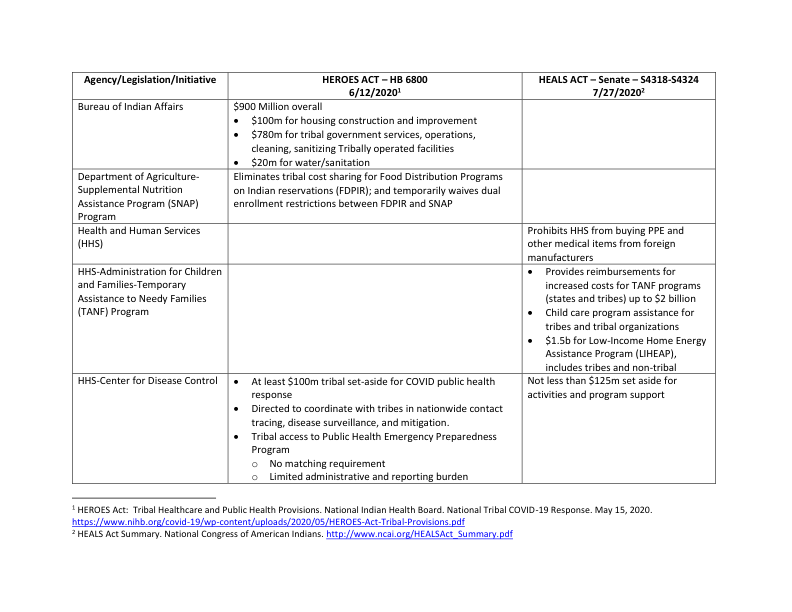 Agency/Legislation/Initiative
HEROES ACT – HB 6800
6/12/2020¹
HEALS ACT – Senate – S4318-S4324
7/27/2020²
Bureau of Indian Affairs
$900 Million overall
• $100m for housing construction and improvement
• $780m for tribal government services, operations,
cleaning, sanitizing Tribally operated facilities
• $20m for water/sanitation
Department of Agriculture-
Supplemental Nutrition
Assistance Program (SNAP)
Program
Eliminates tribal cost sharing for Food Distribution Programs
on Indian reservations (FDPIR); and temporarily waives dual
enrollment restrictions between FDPIR and SNAP
Health and Human Services
(HHS)
Prohibits HHS from buying PPE and
other medical items from foreign
manufacturers
HHS-Administration for Children
and Families-Temporary
Assistance to Needy Families
(TANF) Program
• Provides reimbursements for
increased costs for TANF programs
(states and tribes) up to $2 billion
• Child care program assistance for
tribes and tribal organizations
• $1.5b for Low-Income Home Energy
Assistance Program (LIHEAP),
includes tribes and non-tribal
HHS-Center for Disease Control
• At least $100m tribal set-aside for COVID public health
response
• Directed to coordinate with tribes in nationwide contact
tracing, disease surveillance, and mitigation.
• Tribal access to Public Health Emergency Preparedness
Program
o No matching requirement
o Limited administrative and reporting burden
Not less than $125m set aside for
activities and program support
¹ HEROES Act: Tribal Healthcare and Public Health Provisions. National Indian Health Board. National Tribal COVID-19 Response. May 15, 2020.
https://www.nihb.org/covid-19/wp-content/uploads/2020/05/HEROES-Act-Tribal-Provisions.pdf
² HEALS Act Summary. National Congress of American Indians. http://www.ncai.org/HEALSAct_Summary.pdf